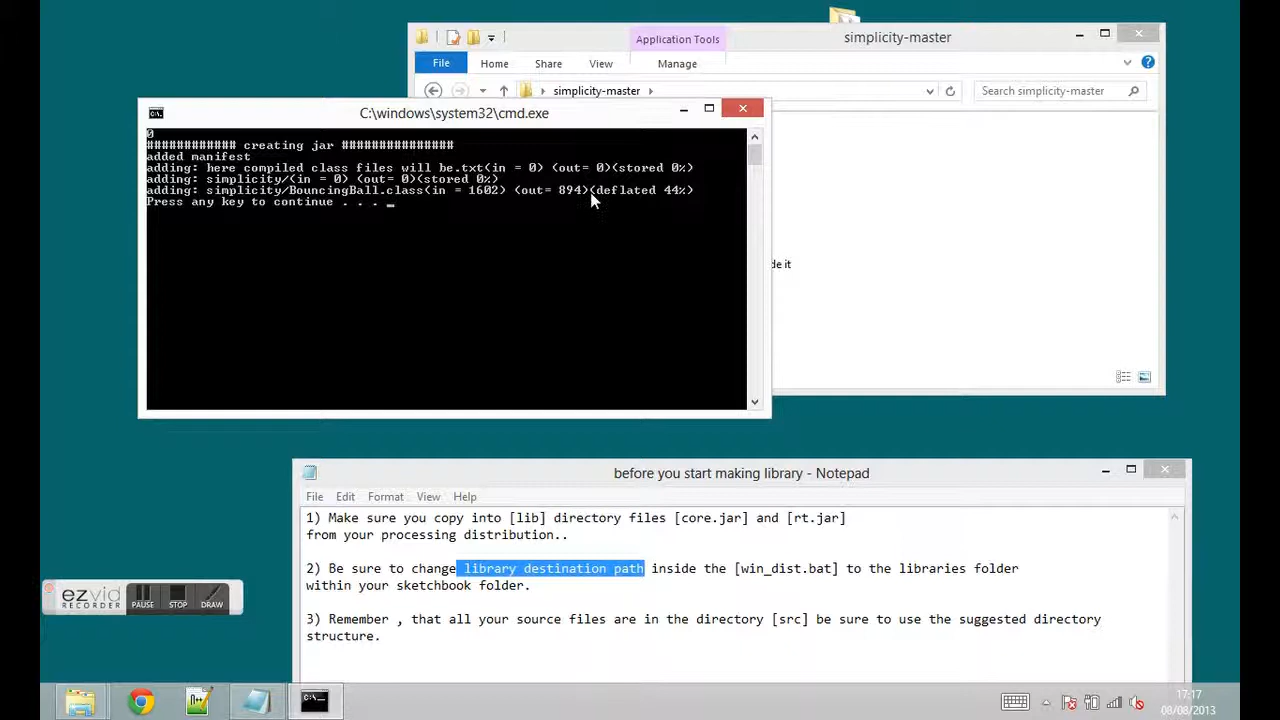 Application Tools
simplicity-master
File
Home
Share
View
Manage
simplicity-master
Search simplicity-master
C:\windows\system32\cmd.exe
0
############ creating jar ###############
added manifest
adding: here compiled class files will be.txt(in = 0) (out= 0)(stored 0%)
adding: simplicity/(in = 0) (out= 0)(stored 0%)
adding: simplicity/BouncingBall.class(in = 1602) (out= 894)(deflated 44%)
Press any key to continue . . . _
de it
before you start making library - Notepad
File Edit Format View Help
1) Make sure you copy into [lib] directory files [core.jar] and [rt.jar]
from your processing distribution..
2) Be sure to change library destination path inside the [win_dist.bat] to the libraries folder
within your sketchbook folder.
3) Remember , that all your source files are in the directory [src] be sure to use the suggested directory
structure.
ezvid
RECORDER
PAUSE
STOP
DRAW
17:17
08/08/2013